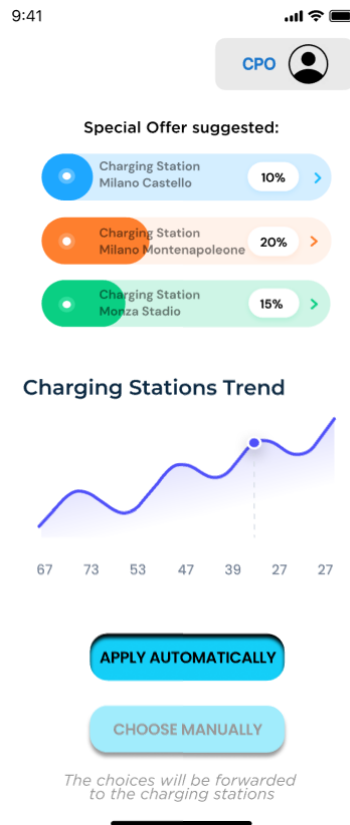 9:41
CPO
Special Offer suggested:
Charging Station
Milano Castello
10%
Charging Station
Milano Montenapoleone
20%
Charging Station
Monza Stadio
15%
Charging Stations Trend
67 73 53 47 39 27 27
APPLY AUTOMATICALLY
CHOOSE MANUALLY
The choices will be forwarded
to the charging stations